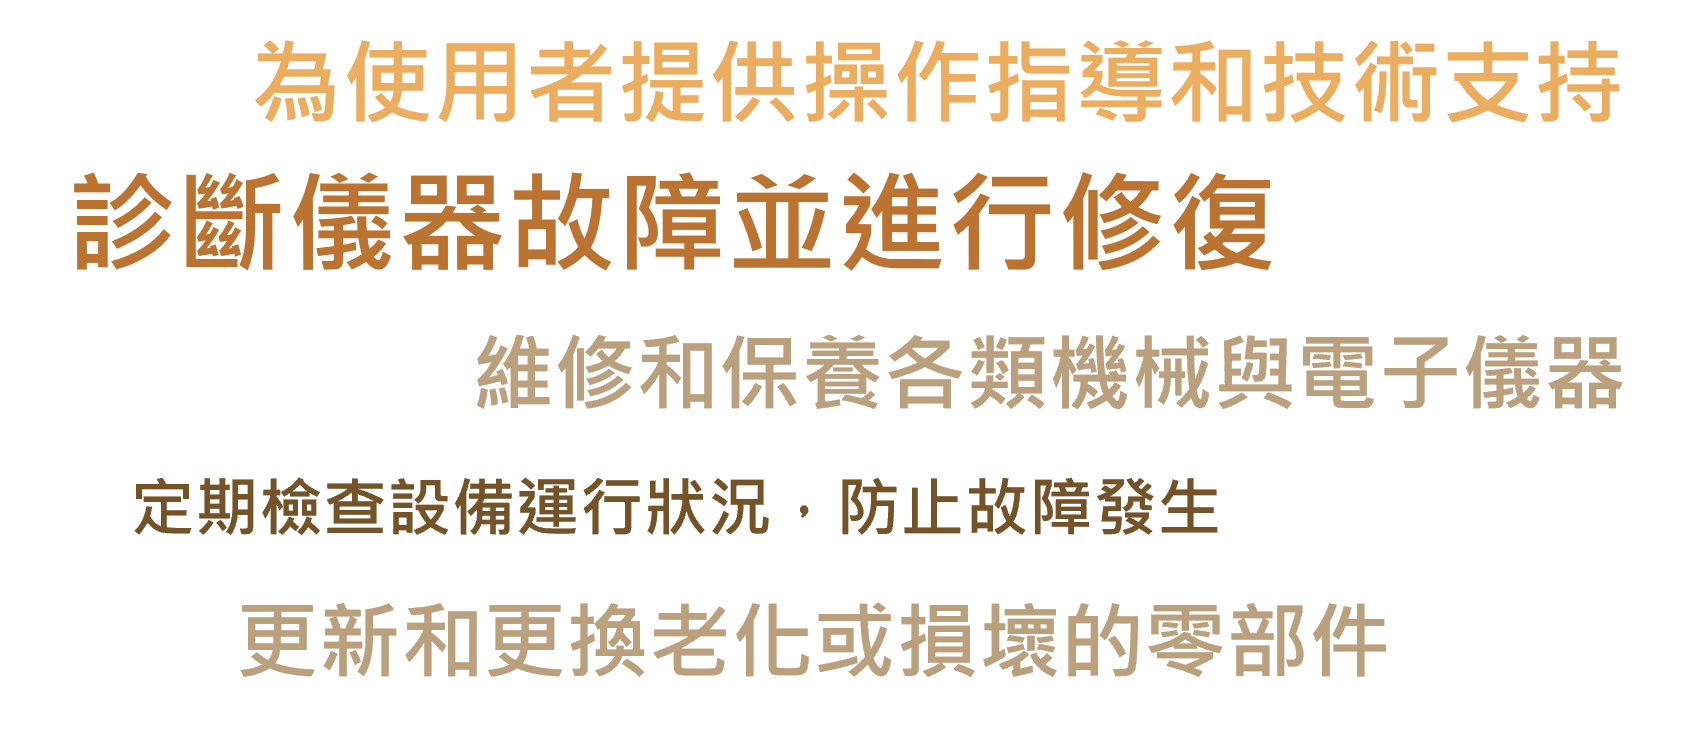 為使用者提供操作指導和技術支持
診斷儀器故障並進行修復
維修和保養各類機械與電子儀器
定期檢查設備運行狀況，防止故障發生
更新和更換老化或損壞的零部件